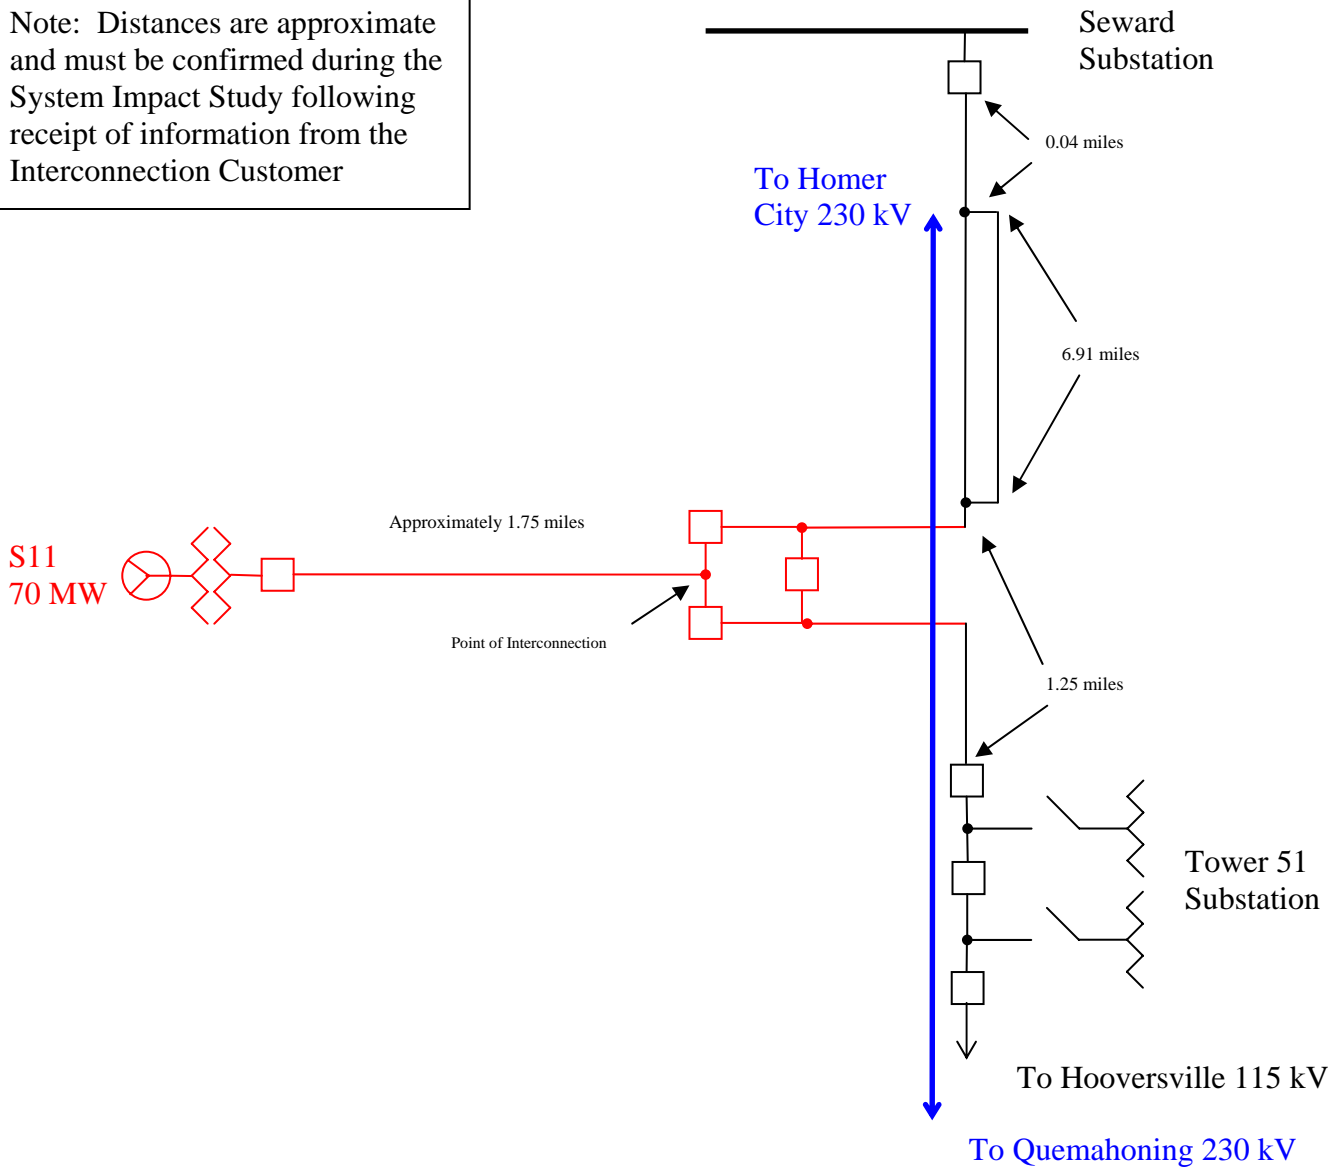 Note:  Distances are approximate
and must be confirmed during the
System Impact Study following
receipt of information from the
Interconnection Customer
Seward
Substation
0.04 miles
To Homer
City 230 kV
6.91 miles
Approximately 1.75 miles
S11
70 MW
Point of Interconnection
1.25 miles
Tower 51
Substation
To Hooversville 115 kV
To Quemahoning 230 kV